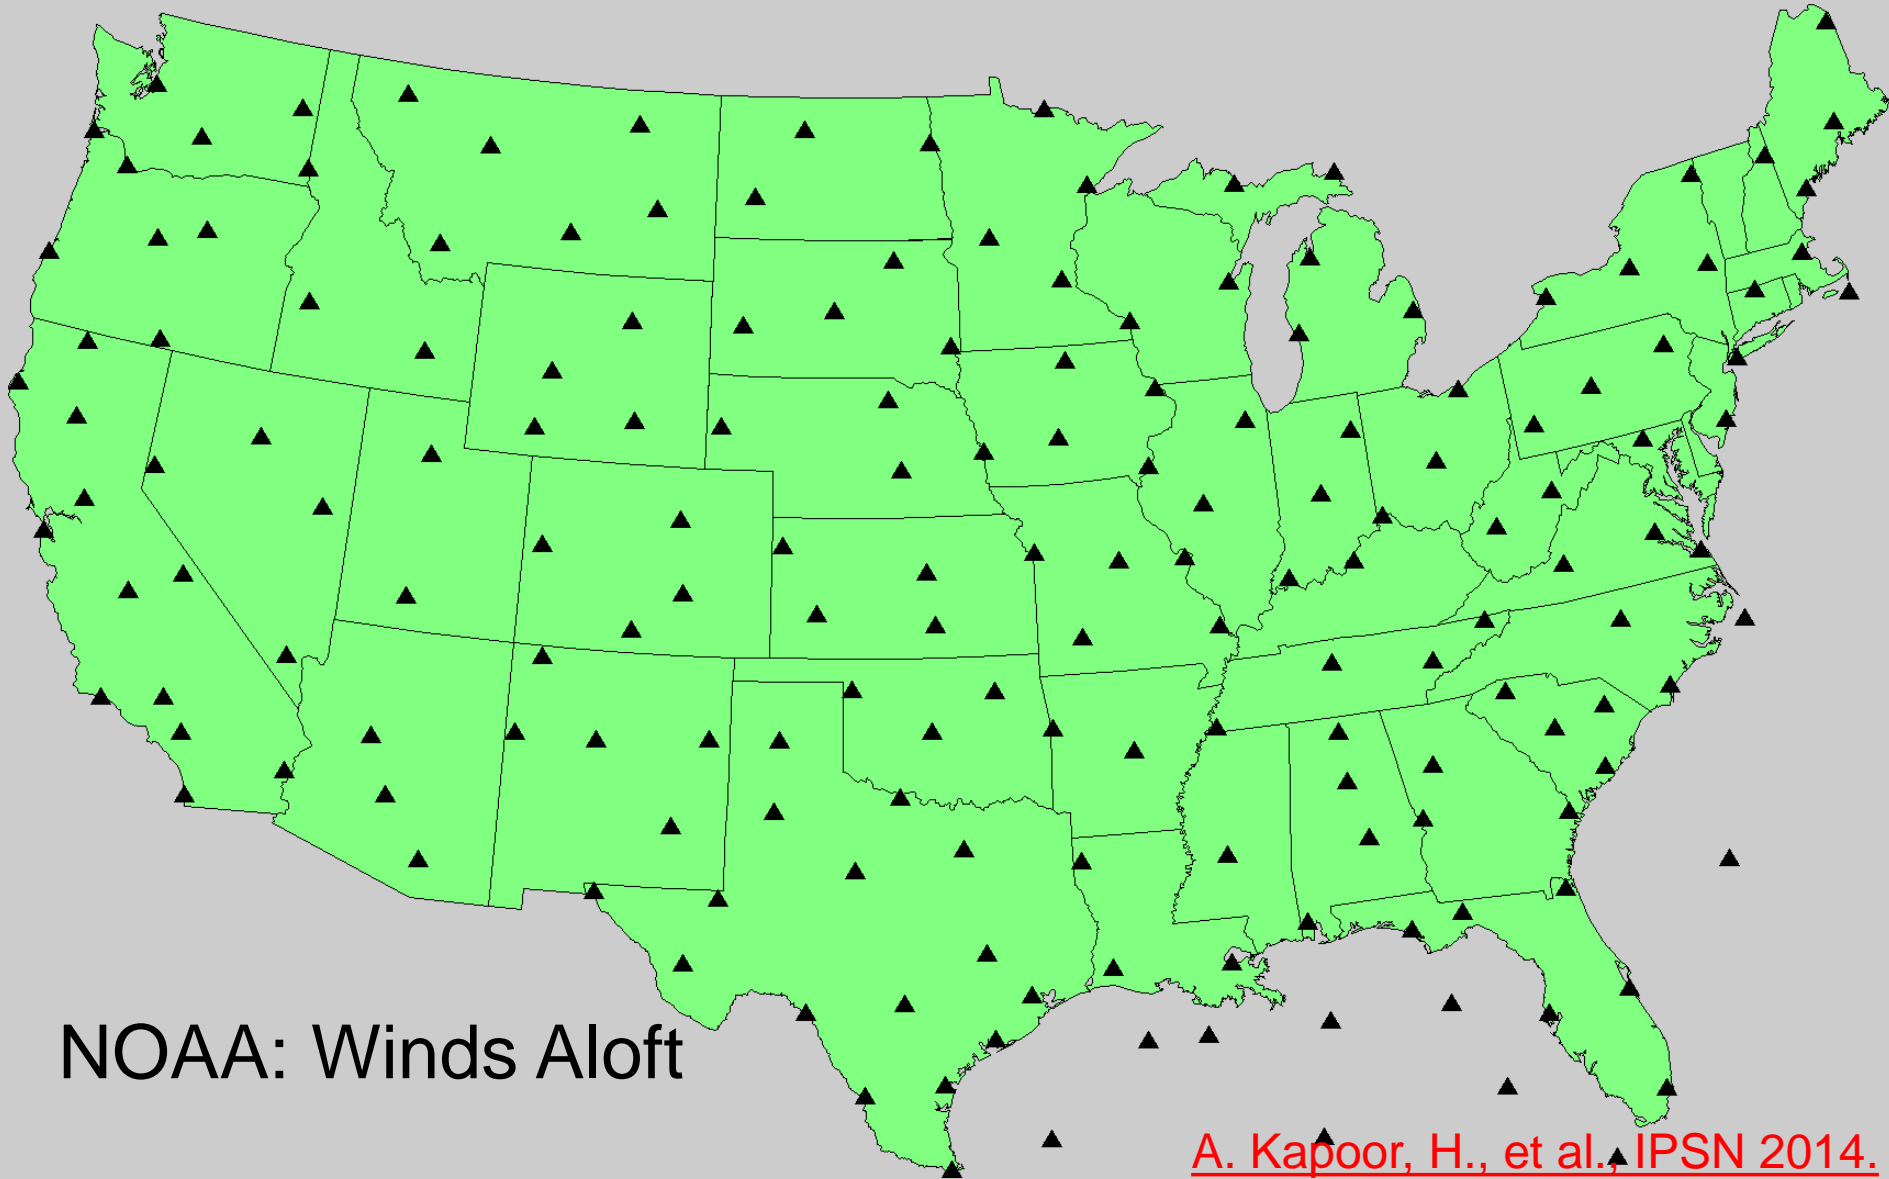 NOAA: Winds Aloft
A. Kapoor, H., et al., IPSN 2014.